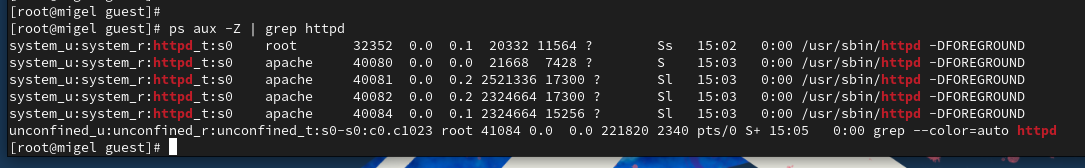 [root@migel guest]#
[root@migel guest]# ps aux -Z | grep httpd
system_u:system_r:httpd_t:s0    root       32352  0.0  0.1  20332 11564 ?        Ss   15:02   0:00 /usr/sbin/httpd -DFOREGROUND
system_u:system_r:httpd_t:s0    apache     40080  0.0  0.0  21668  7428 ?        S    15:03   0:00 /usr/sbin/httpd -DFOREGROUND
system_u:system_r:httpd_t:s0    apache     40081  0.0  0.2 2521336 17300 ?       Sl   15:03   0:00 /usr/sbin/httpd -DFOREGROUND
system_u:system_r:httpd_t:s0    apache     40082  0.0  0.2 2324664 17300 ?       Sl   15:03   0:00 /usr/sbin/httpd -DFOREGROUND
system_u:system_r:httpd_t:s0    apache     40084  0.0  0.1 2324664 15256 ?       Sl   15:03   0:00 /usr/sbin/httpd -DFOREGROUND
unconfined_u:unconfined_r:unconfined_t:s0-s0:c0.c1023 root 41084 0.0  0.0 221820 2340 pts/0 S+ 15:05   0:00 grep --color=auto httpd
[root@migel guest]#